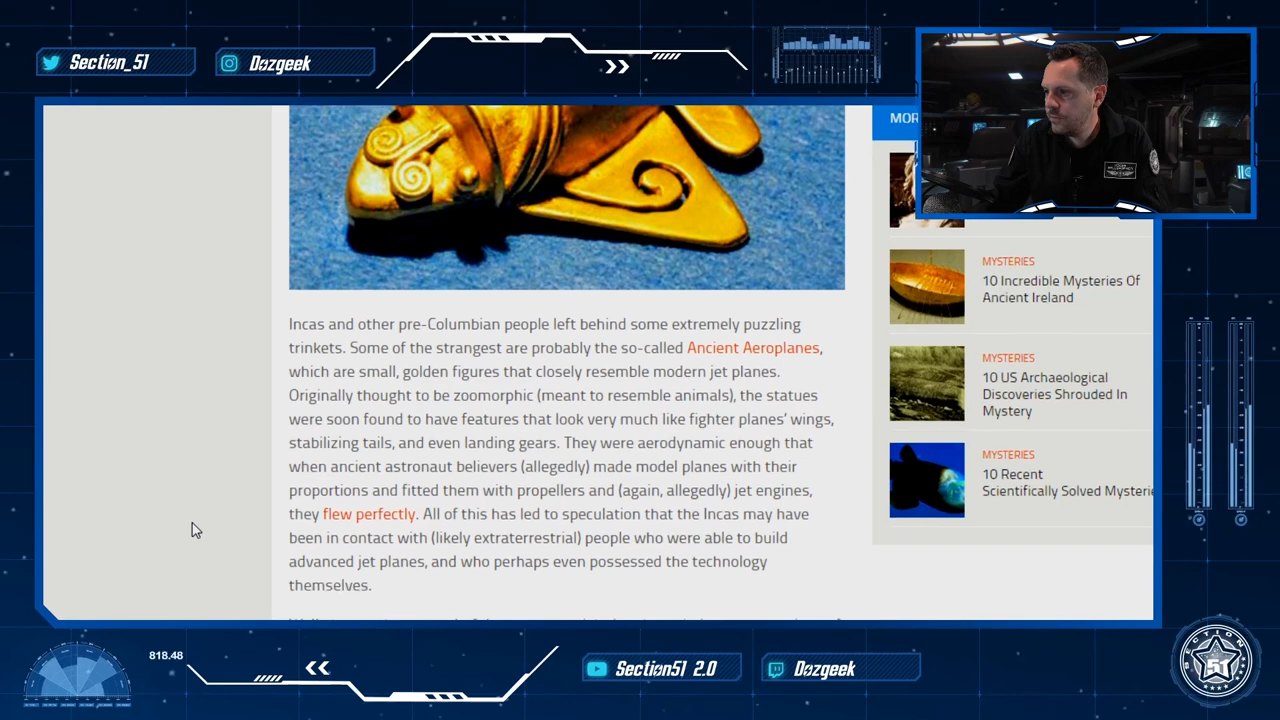 Section_51
Dazgeek
MOR
MYSTERIES
10 Incredible Mysteries Of
Ancient Ireland
MYSTERIES
10 US Archaeological
Discoveries Shrouded In
Mystery
MYSTERIES
10 Recent
Scientifically Solved Mysterie
Incas and other pre-Columbian people left behind some extremely puzzling
trinkets. Some of the strangest are probably the so-called Ancient Aeroplanes,
which are small, golden figures that closely resemble modern jet planes.
Originally thought to be zoomorphic (meant to resemble animals), the statues
were soon found to have features that look very much like fighter planes’ wings,
stabilizing tails, and even landing gears. They were aerodynamic enough that
when ancient astronaut believers (allegedly) made model planes with their
proportions and fitted them with propellers and (again, allegedly) jet engines,
they flew perfectly. All of this has led to speculation that the Incas may have
been in contact with (likely extraterrestrial) people who were able to build
advanced jet planes, and who perhaps even possessed the technology
themselves.
818.48
Section51 2.0
Dazgeek
SECTION
51